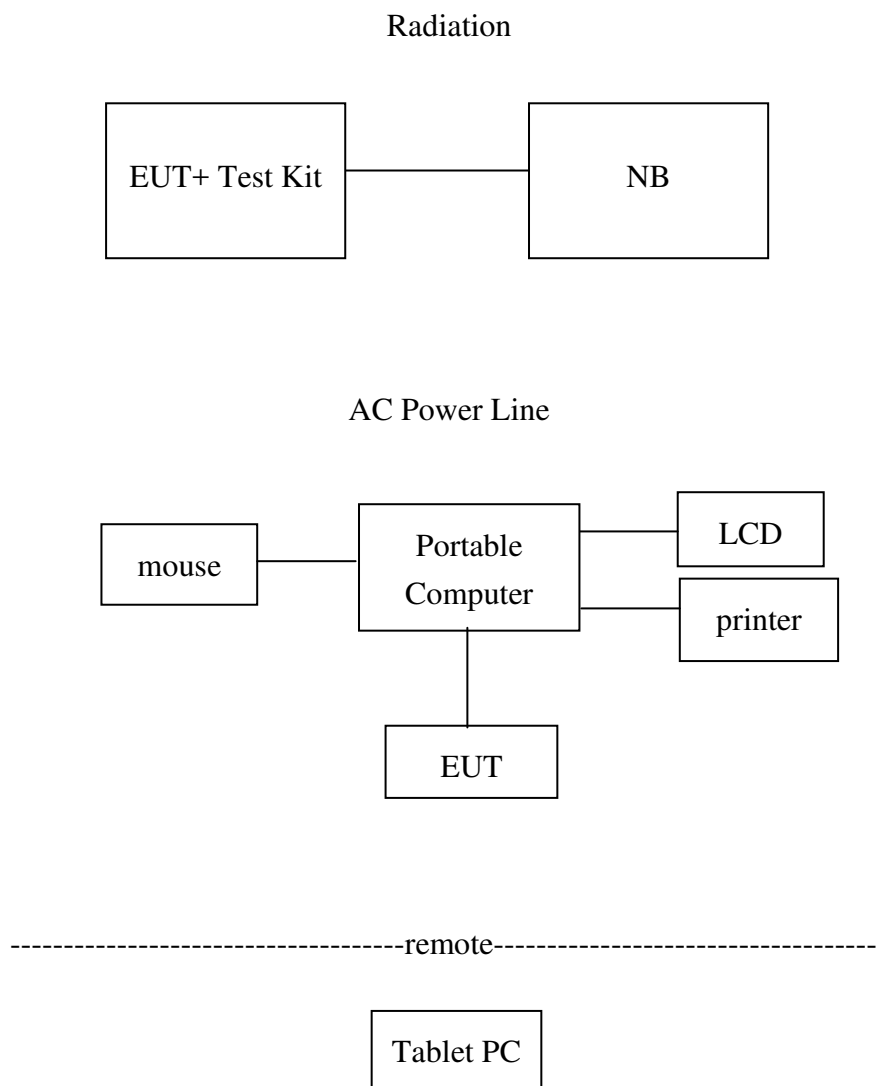 Radiation
EUT+ Test Kit
NB
AC Power Line
mouse
Portable
Computer
LCD
printer
EUT
-------------------------------------remote------------------------------------
Tablet PC